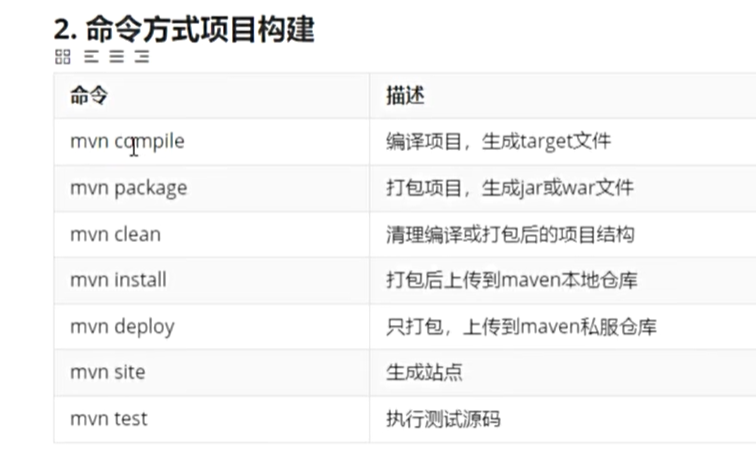 2. 命令方式项目构建
命令 描述
mvn compile 编译项目，生成target文件
mvn package 打包项目，生成jar或war文件
mvn clean 清理编译或打包后的项目结构
mvn install 打包后上传到maven本地仓库
mvn deploy 只打包，上传到maven私服仓库
mvn site 生成站点
mvn test 执行测试源码